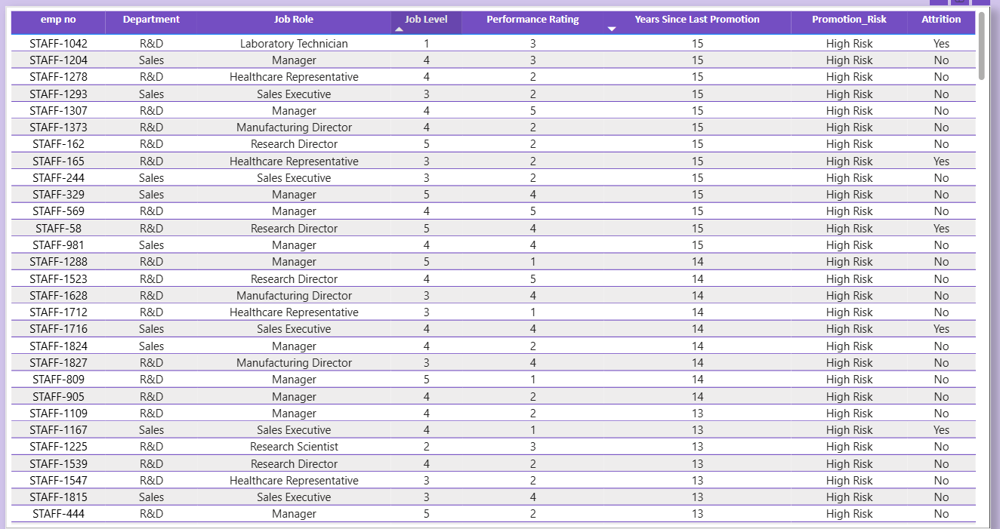 emp no Department Job Role Job Level Performance Rating Years Since Last Promotion Promotion_Risk Attrition
STAFF-1042 R&D Laboratory Technician 1 3 15 High Risk Yes
STAFF-1204 Sales Manager 4 3 15 High Risk No
STAFF-1278 R&D Healthcare Representative 4 2 15 High Risk No
STAFF-1293 Sales Sales Executive 3 2 15 High Risk No
STAFF-1307 R&D Manager 4 5 15 High Risk No
STAFF-1373 R&D Manufacturing Director 4 2 15 High Risk No
STAFF-162 R&D Research Director 5 2 15 High Risk No
STAFF-165 R&D Healthcare Representative 3 2 15 High Risk Yes
STAFF-244 Sales Sales Executive 3 2 15 High Risk No
STAFF-329 Sales Manager 5 4 15 High Risk No
STAFF-569 R&D Manager 4 5 15 High Risk No
STAFF-58 R&D Research Director 5 4 15 High Risk Yes
STAFF-981 Sales Manager 4 4 15 High Risk No
STAFF-1288 R&D Manager 5 1 14 High Risk No
STAFF-1523 R&D Research Director 4 5 14 High Risk No
STAFF-1628 R&D Manufacturing Director 3 4 14 High Risk No
STAFF-1712 R&D Healthcare Representative 3 1 14 High Risk No
STAFF-1716 Sales Sales Executive 4 4 14 High Risk Yes
STAFF-1824 Sales Manager 4 2 14 High Risk No
STAFF-1827 R&D Manufacturing Director 3 4 14 High Risk No
STAFF-809 R&D Manager 5 1 14 High Risk No
STAFF-905 R&D Manager 4 2 14 High Risk No
STAFF-1109 R&D Manager 4 2 13 High Risk No
STAFF-1167 Sales Sales Executive 4 1 13 High Risk Yes
STAFF-1225 R&D Research Scientist 2 3 13 High Risk No
STAFF-1539 R&D Research Director 4 2 13 High Risk No
STAFF-1547 R&D Healthcare Representative 3 2 13 High Risk No
STAFF-1815 Sales Sales Executive 3 4 13 High Risk No
STAFF-444 R&D Manager 5 2 13 High Risk No